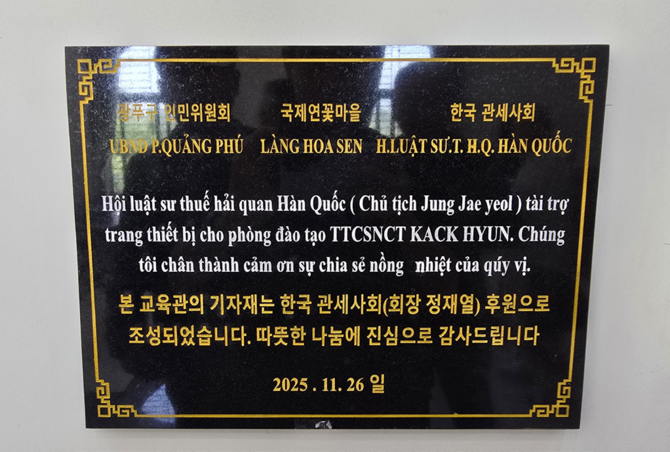 꽝푸구 인민위원회 국제연꽃마을 한국 관세사회
UBND P.QUẢNG PHÚ LÀNG HOA SEN H.LUẬT SƯ.T. H.Q. HÀN QUỐC
Hội luật sư thuế hải quan Hàn Quốc ( Chủ tịch Jung Jae yeol ) tài trợ
trang thiết bị cho phòng đào tạo TTCSNCT KACK HYUN. Chúng
tôi chân thành cảm ơn sự chia sẻ nồng nhiệt của quý vị.
본 교육관의 기자재는 한국 관세사회(회장 정재열) 후원으로
조성되었습니다. 따뜻한 나눔에 진심으로 감사드립니다
2025 . 11. 26 일